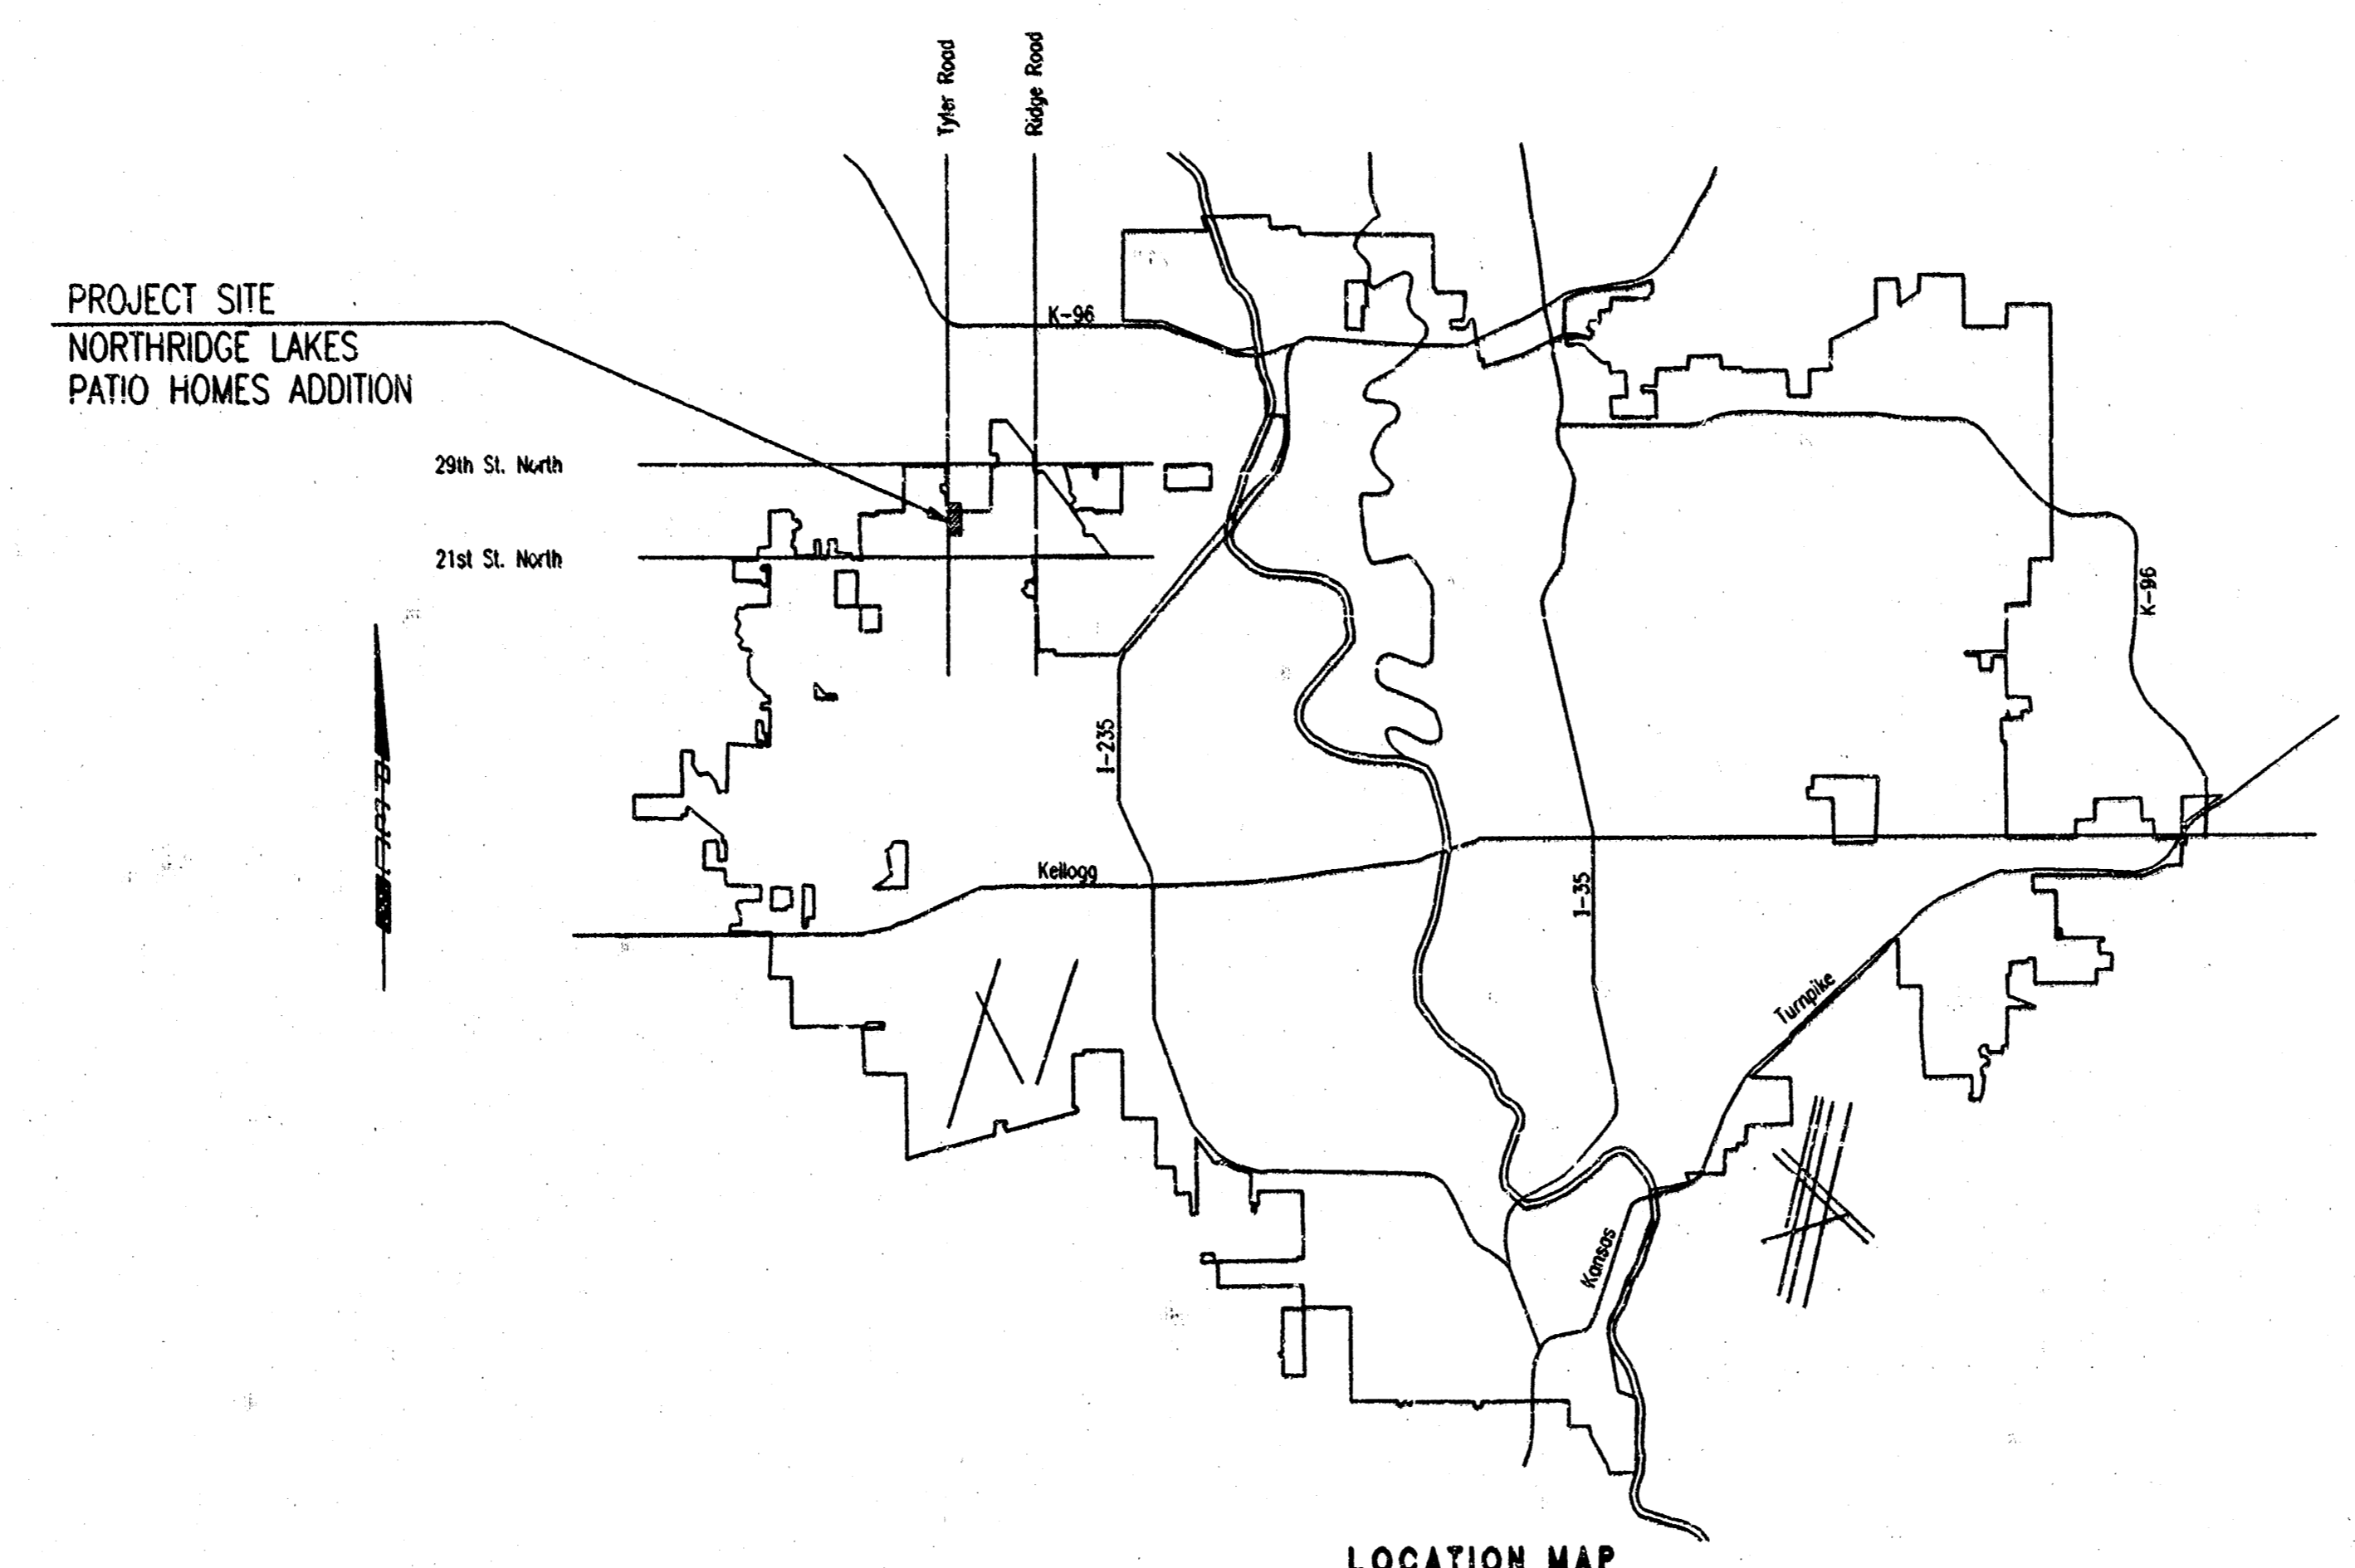 Tyler Road
Ridge Road
PROJECT SITE
NORTHRIDGE LAKES
PATIO HOMES ADDITION
K-96
29th St. North
21st St. North
K-96
I-235
Kellogg
I-35
Turnpike
Kansas
LOCATION MAP